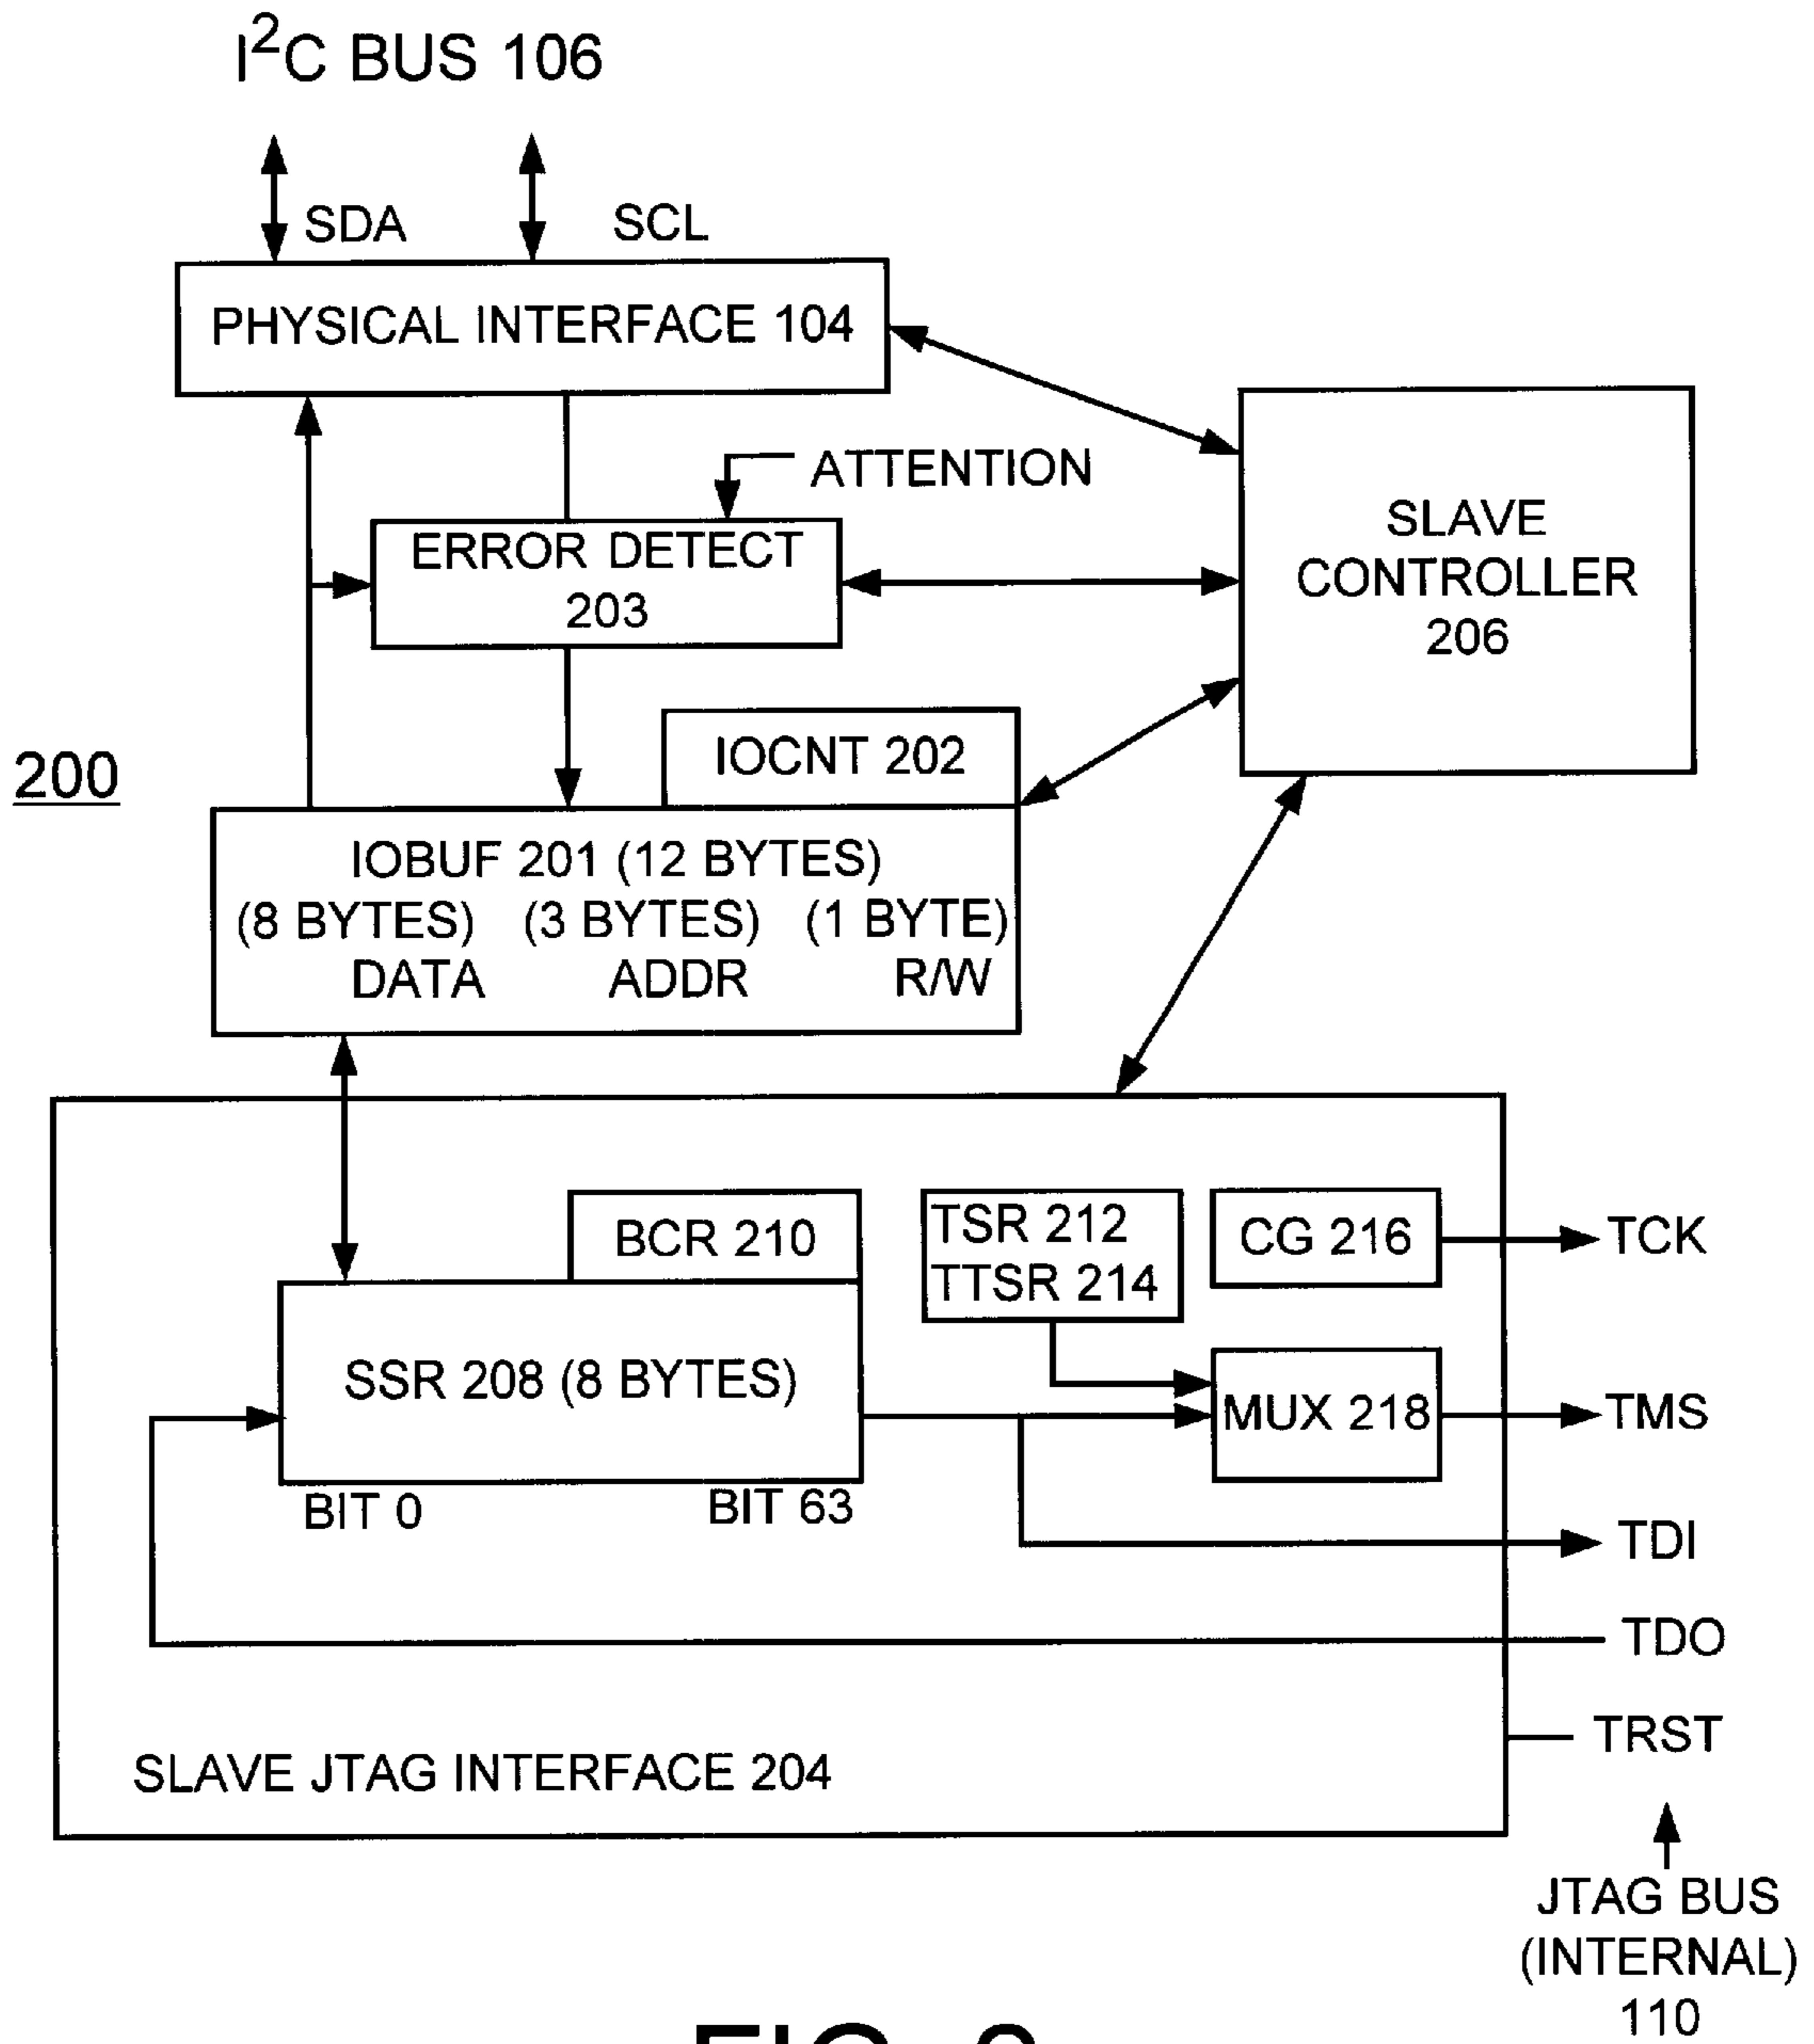 I²C BUS 106
SDA
SCL
PHYSICAL INTERFACE 104
ATTENTION
ERROR DETECT
203
SLAVE
CONTROLLER
206
200
IOCNT 202
IOBUF 201 (12 BYTES)
(8 BYTES) (3 BYTES) (1 BYTE)
DATA ADDR R/W
BCR 210
TSR 212
TTSR 214
CG 216
TCK
SSR 208 (8 BYTES)
MUX 218
TMS
BIT 0
BIT 63
TDI
TDO
TRST
SLAVE JTAG INTERFACE 204
JTAG BUS
(INTERNAL)
110